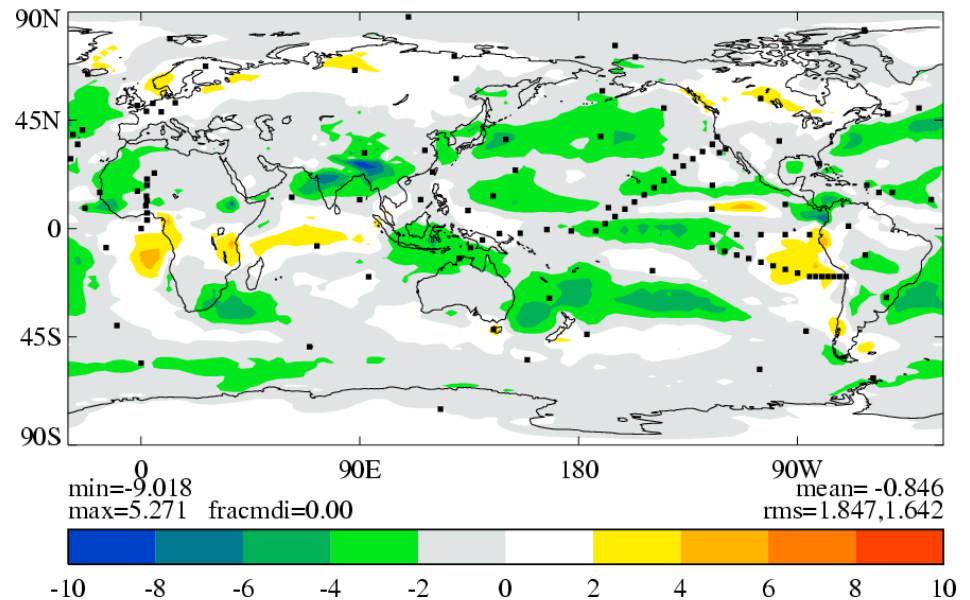 90N
45N
0
45S
90S
0 90E 180 90W
min=-9.018 mean= -0.846
max=5.271 fracmdi=0.00 rms=1.847,1.642
-10 -8 -6 -4 -2 0 2 4 6 8 10